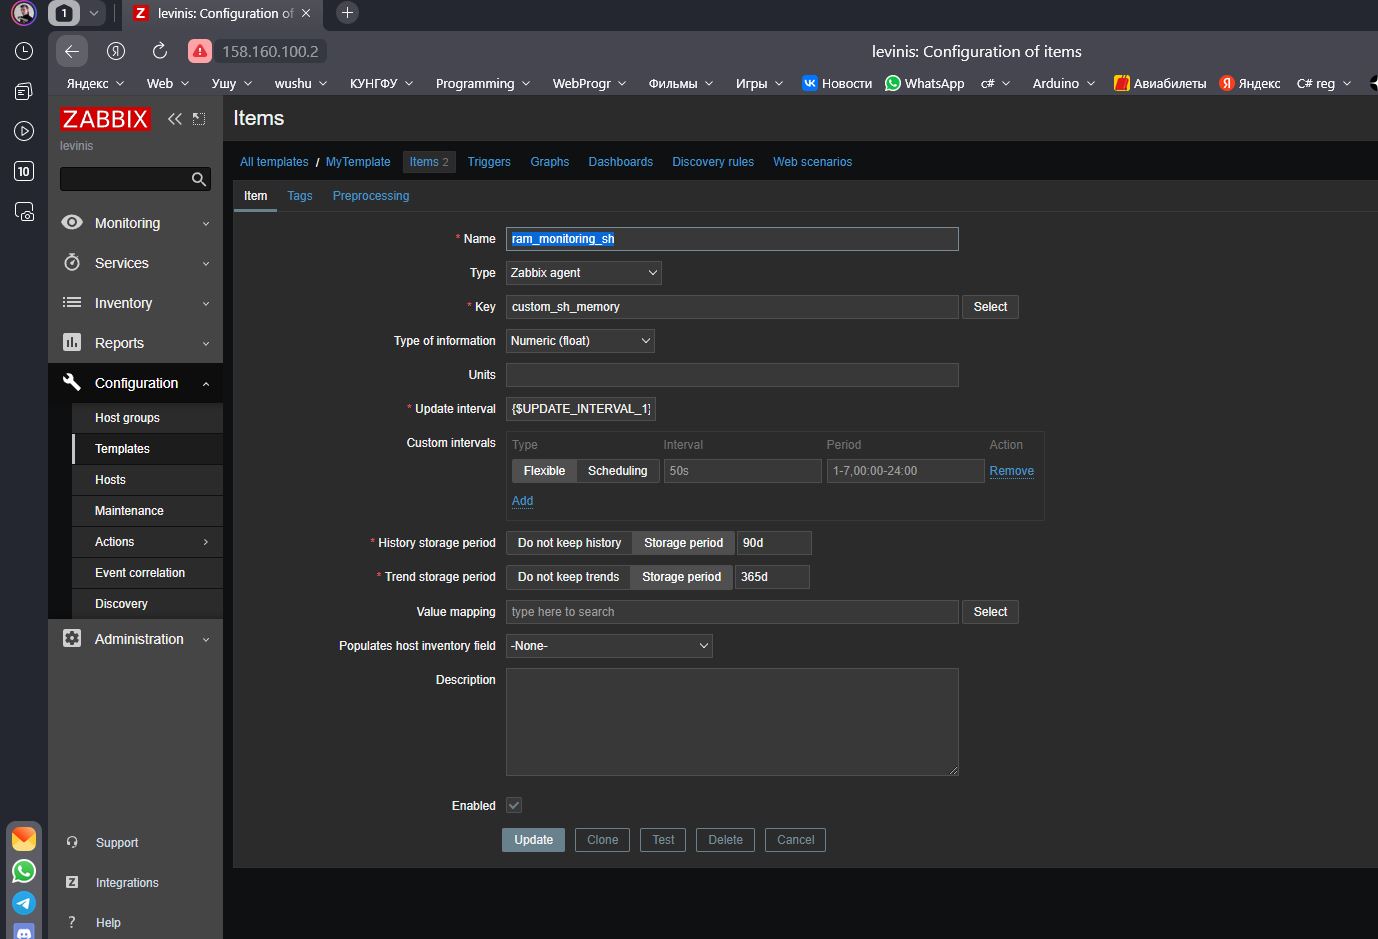 1
levinis: Configuration of
158.160.100.2
levinis: Configuration of items
Яндекс Web Ушу wushu КУНГФУ Programming WebProgr Фильмы Игры Новости WhatsApp c# Arduino Авиабилеты Яндекс C# reg
10
ZABBIX
levinis
Monitoring
Services
Inventory
Reports
Configuration
Host groups
Templates
Hosts
Maintenance
Actions
Event correlation
Discovery
Administration
Support
Integrations
Help
Items
All templates / MyTemplate Items 2 Triggers Graphs Dashboards Discovery rules Web scenarios
Item Tags Preprocessing
* Name ram_monitoring_sh
Type Zabbix agent
* Key custom_sh_memory Select
Type of information Numeric (float)
Units
* Update interval {$UPDATE_INTERVAL_1}
Custom intervals Type Interval Period Action
Flexible Scheduling 50s 1-7,00:00-24:00 Remove
Add
* History storage period Do not keep history Storage period 90d
* Trend storage period Do not keep trends Storage period 365d
Value mapping type here to search Select
Populates host inventory field -None-
Description
Enabled
Update Clone Test Delete Cancel